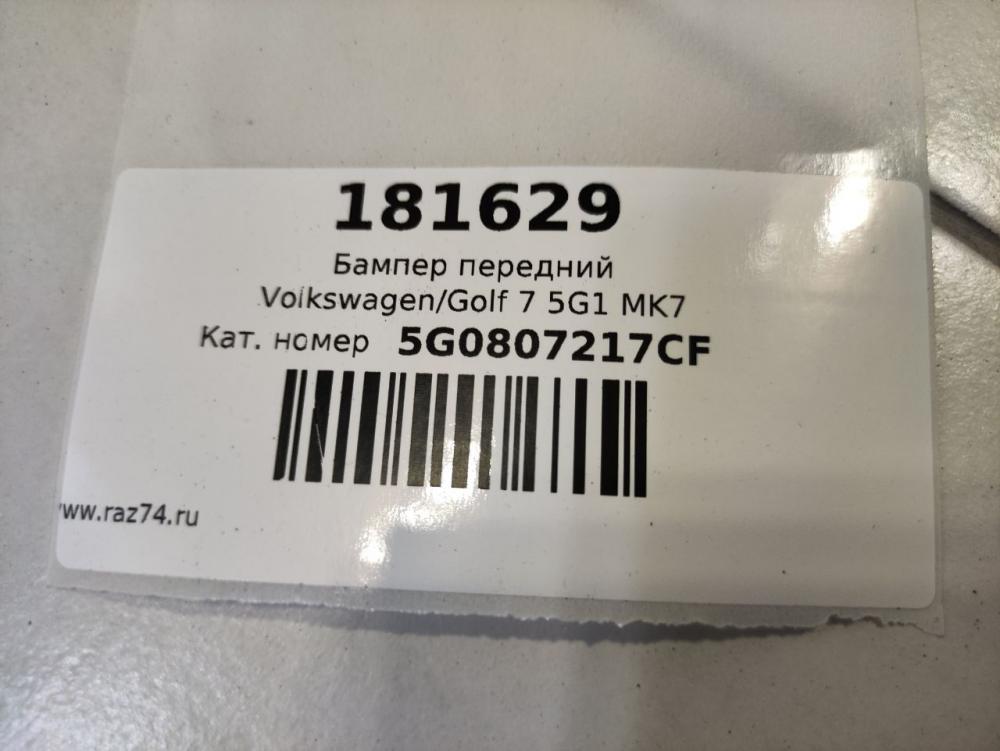 181629
Бампер передний
Volkswagen/Golf 7 5G1 MK7
Кат. номер 5G0807217CF
www.raz74.ru